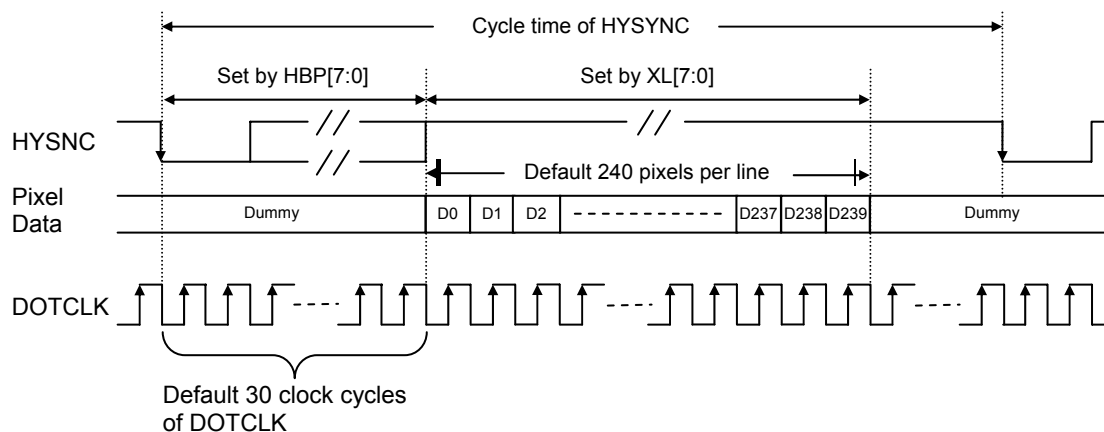 Cycle time of HYSYNC
Set by HBP[7:0]
Set by XL[7:0]
HYSNC
Default 240 pixels per line
Pixel
Data
Dummy
D0
D1
D2
D237
D238
D239
Dummy
DOTCLK
Default 30 clock cycles
of DOTCLK